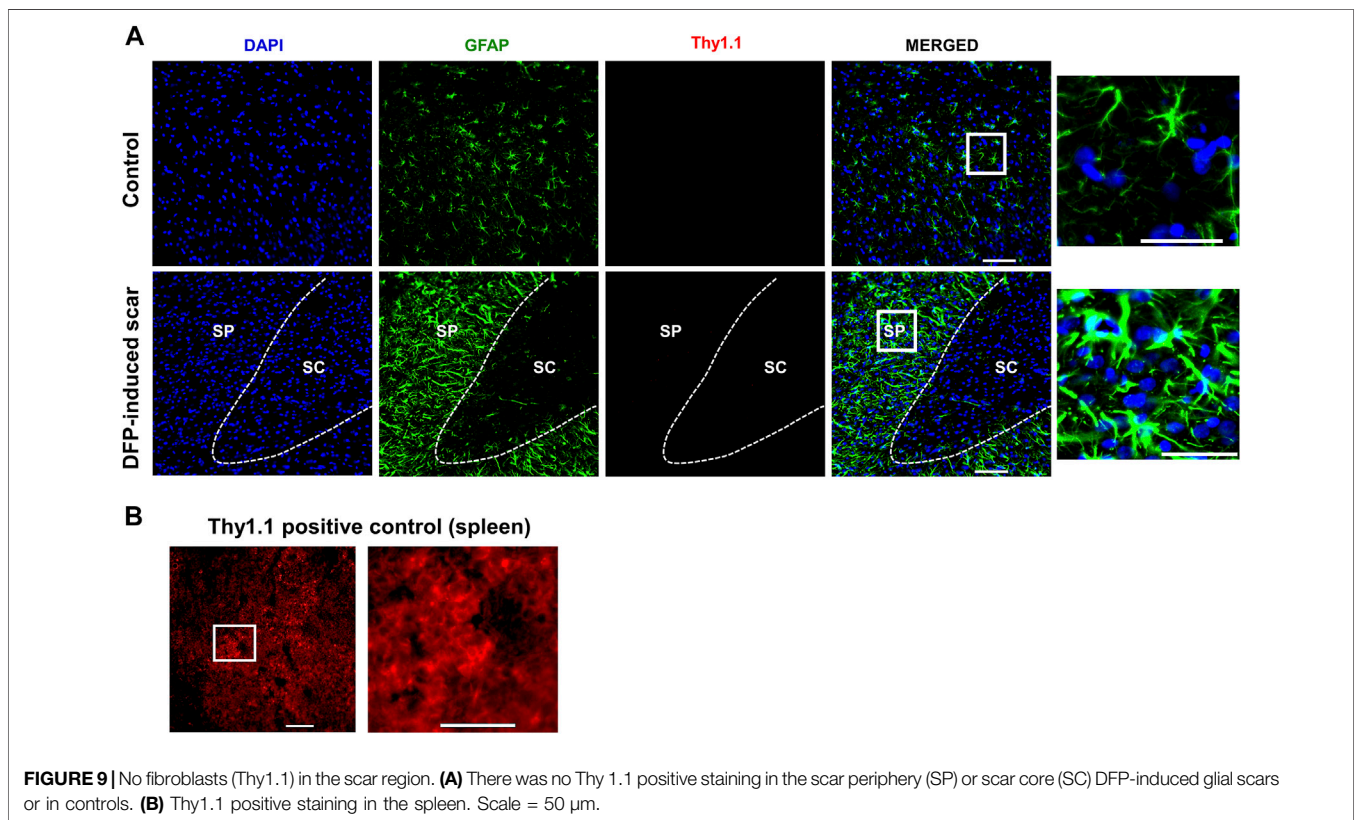 A
DAPI GFAP Thy1.1 MERGED
Control
DFP-induced scar
SP SC SP SC SP SC SP SC
B
Thy1.1 positive control (spleen)
FIGURE 9 | No fibroblasts (Thy1.1) in the scar region. (A) There was no Thy 1.1 positive staining in the scar periphery (SP) or scar core (SC) DFP-induced glial scars
or in controls. (B) Thy1.1 positive staining in the spleen. Scale = 50 µm.